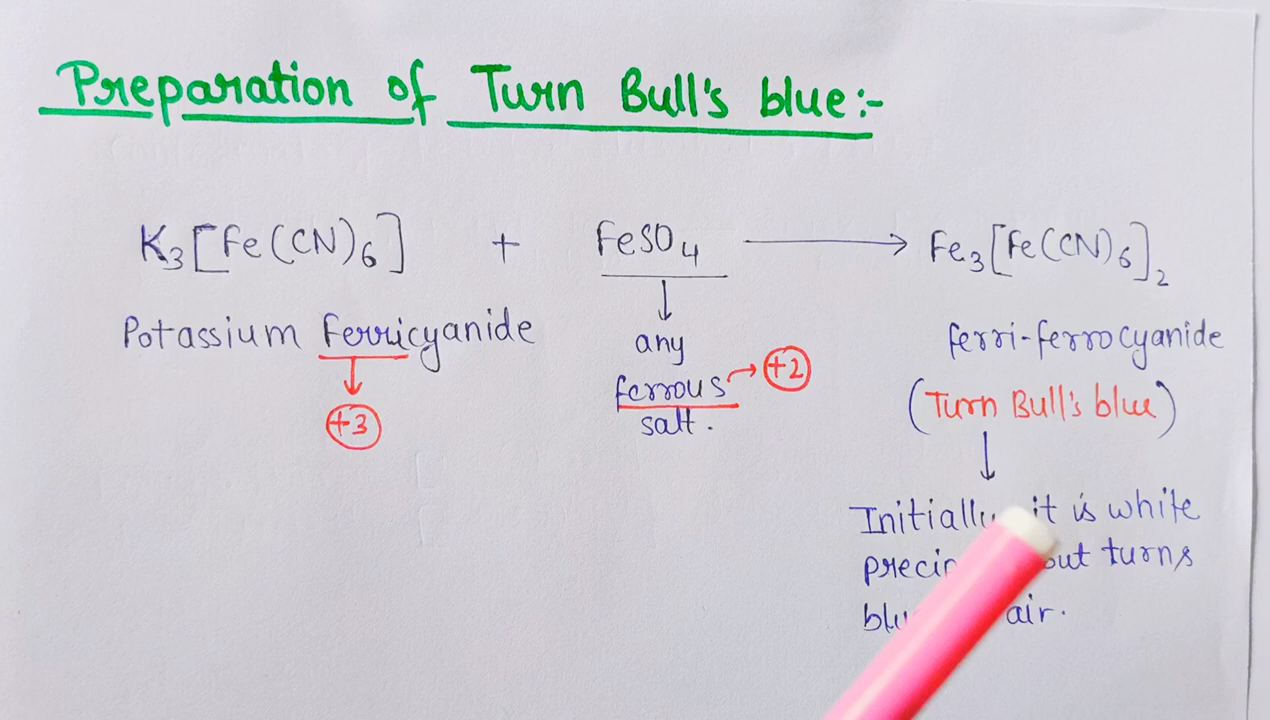 Preparation of Turn Bull's blue:-
K₃[Fe(CN)₆] + FeSO₄ ⟶ Fe₃[Fe(CN)₆]₂
Potassium ferricyanide
+3
any
ferrous → +2
salt.
ferri-ferrocyanide
(Turn Bull's blue)
Initially it is white
but turns
air.